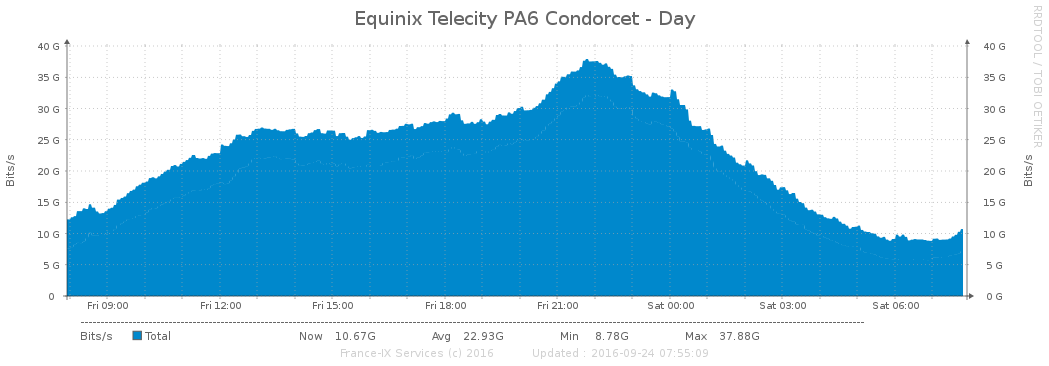 Equinix Telecity PA6 Condorcet - Day
RRDTOOL / TOBI OETIKER
Bits/s
40 G
35 G
30 G
25 G
20 G
15 G
10 G
5 G
0
40 G
35 G
30 G
25 G
20 G
15 G
10 G
5 G
0 G
Bits/s
Fri 09:00 Fri 12:00 Fri 15:00 Fri 18:00 Fri 21:00 Sat 00:00 Sat 03:00 Sat 06:00
Bits/s Total Now 10.67G Avg 22.93G Min 8.78G Max 37.88G
France-IX Services (c) 2016 Updated : 2016-09-24 07:55:09